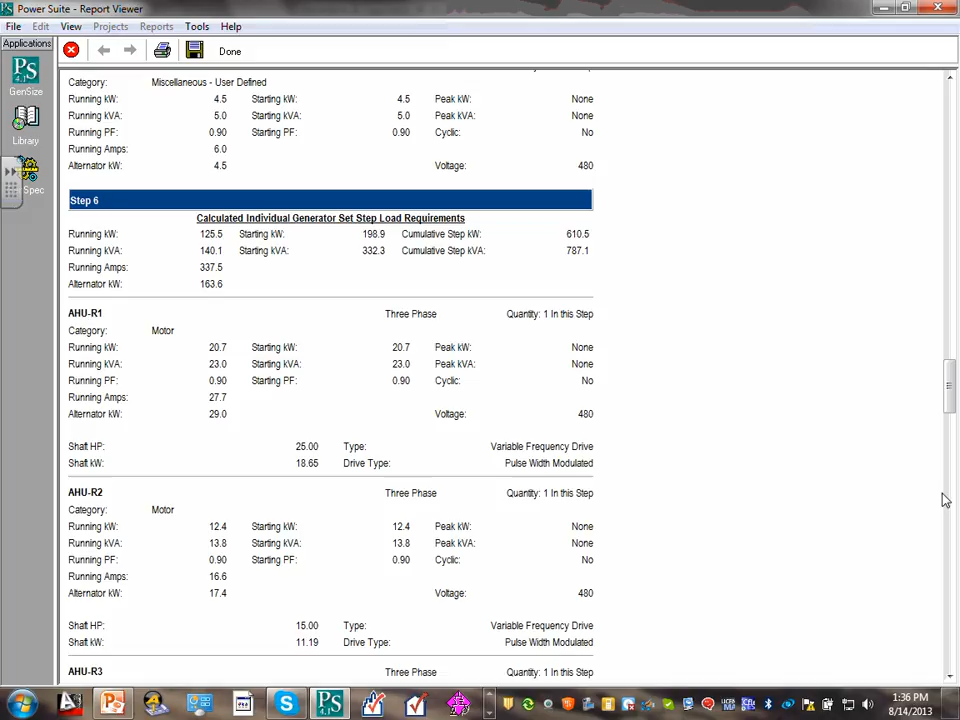 Power Suite - Report Viewer
File Edit View Projects Reports Tools Help
Applications
Done
PS 4.1
GenSize
Library
Spec
Category: Miscellaneous - User Defined
Running kW: 4.5 Starting kW: 4.5 Peak kW: None
Running kVA: 5.0 Starting kVA: 5.0 Peak kVA: None
Running PF: 0.90 Starting PF: 0.90 Cyclic: No
Running Amps: 6.0
Alternator kW: 4.5 Voltage: 480
Step 6
Calculated Individual Generator Set Step Load Requirements
Running kW: 125.5 Starting kW: 198.9 Cumulative Step kW: 610.5
Running kVA: 140.1 Starting kVA: 332.3 Cumulative Step kVA: 787.1
Running Amps: 337.5
Alternator kW: 163.6
AHU-R1 Three Phase Quantity: 1 In this Step
Category: Motor
Running kW: 20.7 Starting kW: 20.7 Peak kW: None
Running kVA: 23.0 Starting kVA: 23.0 Peak kVA: None
Running PF: 0.90 Starting PF: 0.90 Cyclic: No
Running Amps: 27.7
Alternator kW: 29.0 Voltage: 480
Shaft HP: 25.00 Type: Variable Frequency Drive
Shaft kW: 18.65 Drive Type: Pulse Width Modulated
AHU-R2 Three Phase Quantity: 1 In this Step
Category: Motor
Running kW: 12.4 Starting kW: 12.4 Peak kW: None
Running kVA: 13.8 Starting kVA: 13.8 Peak kVA: None
Running PF: 0.90 Starting PF: 0.90 Cyclic: No
Running Amps: 16.6
Alternator kW: 17.4 Voltage: 480
Shaft HP: 15.00 Type: Variable Frequency Drive
Shaft kW: 11.19 Drive Type: Pulse Width Modulated
AHU-R3 Three Phase Quantity: 1 In this Step
1:36 PM
8/14/2013